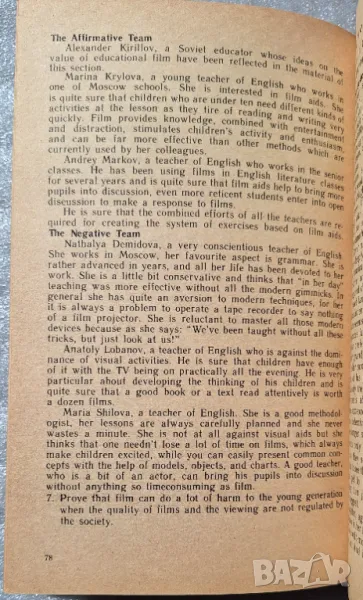 The Affirmative Team
Alexander Kirillov, a Soviet educator whose ideas on the
value of educational film have been reflected in the material of
this section.
Marina Krylova, a young teacher of English who works in
one of Moscow schools. She is interested in film aids. She
is quite sure that children who are under ten need different kinds of
activities at the lesson as they tire of reading and writing very
quickly. Film provides knowledge, combined with entertainment
and distraction, stimulates children's activity and enthusiasm
and can be far more effective than other methods which are
currently used by her colleagues.
Andrey Markov, a teacher of English who works in the senior
classes. He has been using films in English literature classes
for several years and is quite sure that film aids help to bring more
pupils into discussion, even more reticent students enter into open
discussion to make a response to films.
He is sure that the combined efforts of all the teachers are re-
quired for creating the system of exercises based on film aids.
The Negative Team
Nathalya Demidova, a very conscientious teacher of English.
She works in Moscow, her favourite aspect is grammar. She is
rather advanced in years, and all her life has been devoted to her
work. She is a little bit conservative and thinks that "in her day"
teaching was more effective without all the modern gimmicks. In
general she has quite an aversion to modern techniques, for her
it is always a problem to operate a tape recorder to say nothing
of a film projector. She is reluctant to master all those modern
devices because as she says: "We've been taught without all these
tricks, but just look at us!"
Anatoly Lobanov, a teacher of English who is against the domi-
nance of visual activities. He is sure that children have enough
of it with the TV being on practically all the evening. He is very
particular about developing the thinking of his children and is
quite sure that a good book or a text read attentively is worth
a dozen films.
Maria Shilova, a teacher of English. She is a good methodol-
ogist, her lessons are always carefully planned and she never
wastes a minute. She is not at all against visual aids but she
thinks that one needn't lose a lot of time on films, which always
make children excited, while you can easily present common con-
cepts with the help of models, objects, and charts. A good teacher,
who is a bit of an actor, can bring his pupils into discussion
without anything so timeconsuming as film.
7. Prove that film can do a lot of harm to the young generation
when the quality of films and the viewing are not regulated by
the society.
78
BAZAR